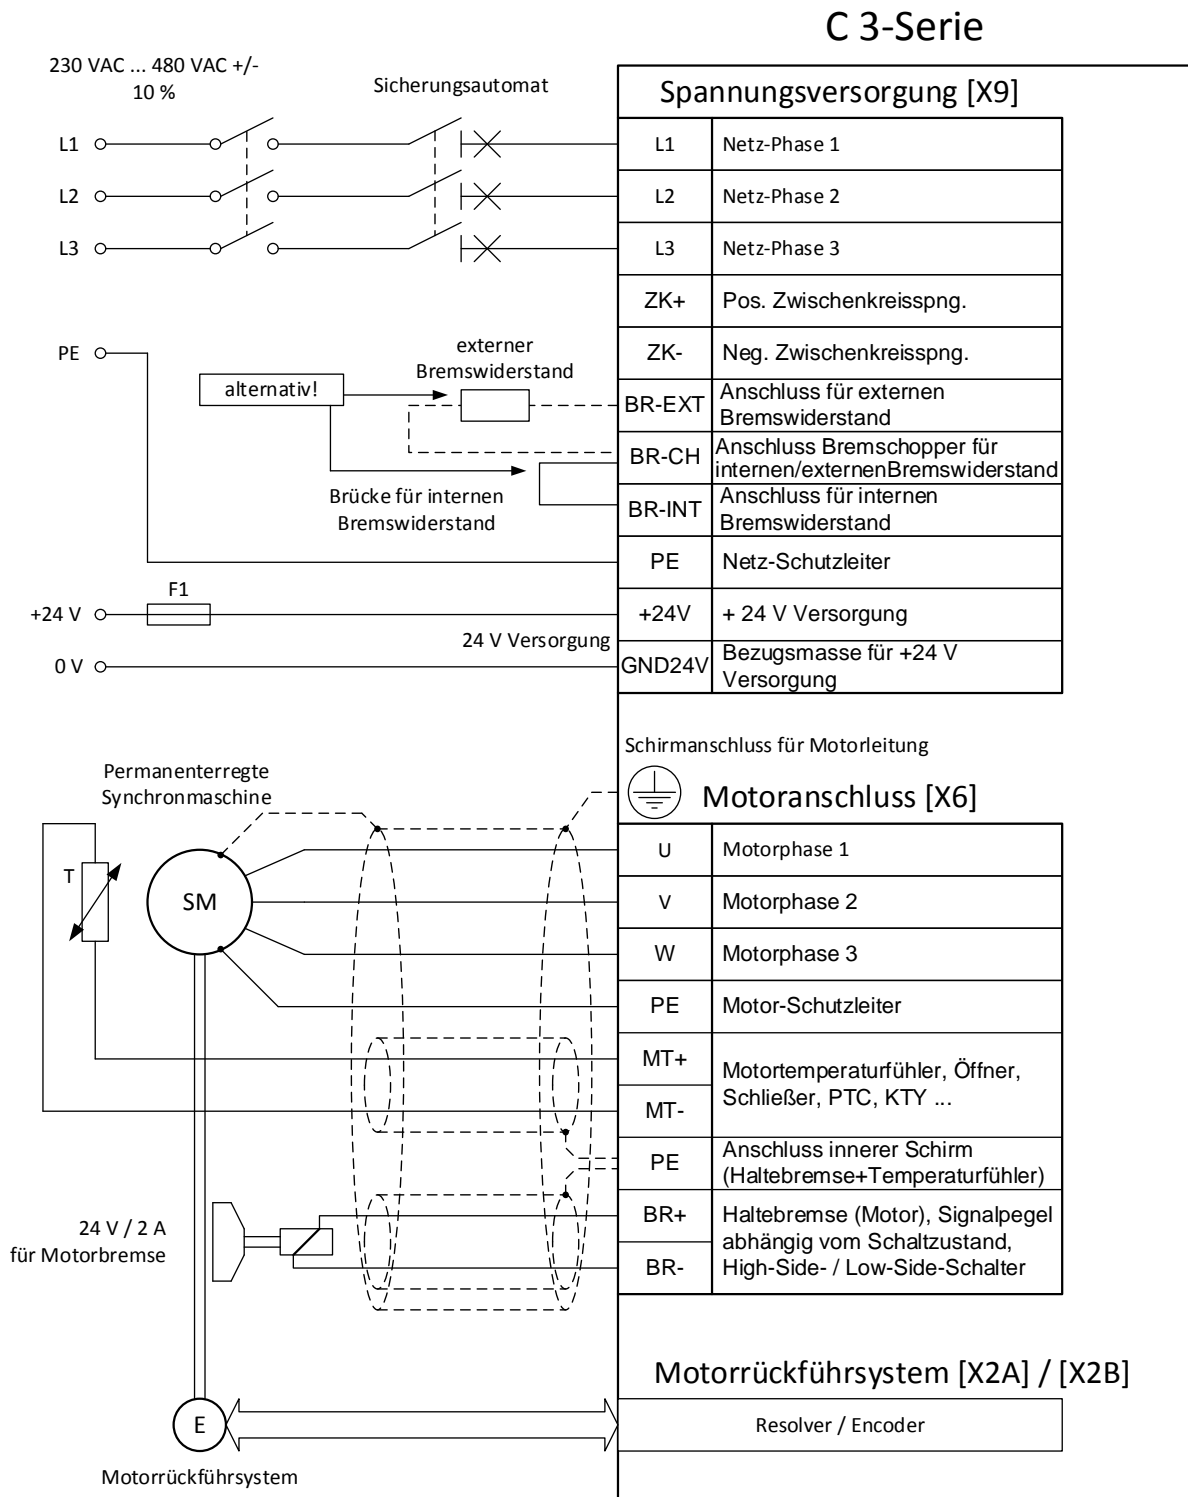 C 3-Serie
230 VAC ... 480 VAC +/-
10 %
Sicherungsautomat
Spannungsversorgung [X9]
L1
L1
Netz-Phase 1
L2
L2
Netz-Phase 2
L3
L3
Netz-Phase 3
ZK+
Pos. Zwischenkreisspng.
PE
ZK-
Neg. Zwischenkreisspng.
externer
Bremswiderstand
alternativ!
BR-EXT
Anschluss für externen
Bremswiderstand
BR-CH
Anschluss Bremschopper für
internen/externenBremswiderstand
Brücke für internen
Bremswiderstand
BR-INT
Anschluss für internen
Bremswiderstand
PE
Netz-Schutzleiter
F1
+24 V
+24V
+ 24 V Versorgung
24 V Versorgung
0 V
GND24V
Bezugsmasse für +24 V
Versorgung
Schirmanschluss für Motorleitung
Permanenterregte
Synchronmaschine
Motoranschluss [X6]
U
Motorphase 1
T
SM
V
Motorphase 2
W
Motorphase 3
PE
Motor-Schutzleiter
MT+
MT-
Motortemperaturfühler, Öffner,
Schließer, PTC, KTY ...
PE
Anschluss innerer Schirm
(Haltebremse+Temperaturfühler)
24 V / 2 A
für Motorbremse
BR+
BR-
Haltebremse (Motor), Signalpegel
abhängig vom Schaltzustand,
High-Side- / Low-Side-Schalter
Motorrückführsystem [X2A] / [X2B]
E
Resolver / Encoder
Motorrückführsystem